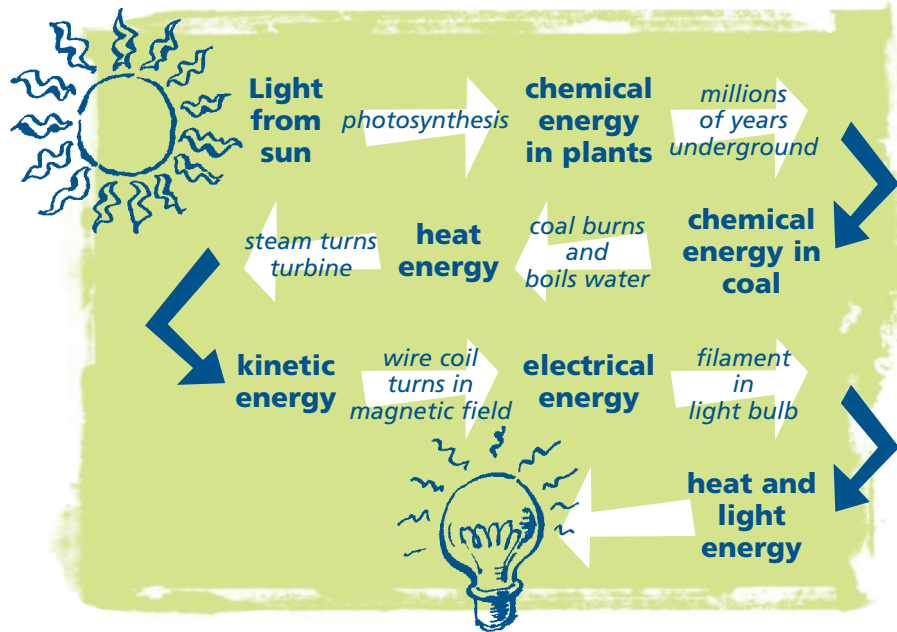 Light
from
sun
photosynthesis
chemical
energy
in plants
millions
of years
underground
chemical
energy in
coal
coal burns
and
boils water
heat
energy
steam turns
turbine
kinetic
energy
wire coil
turns in
magnetic field
electrical
energy
filament
in
light bulb
heat and
light
energy